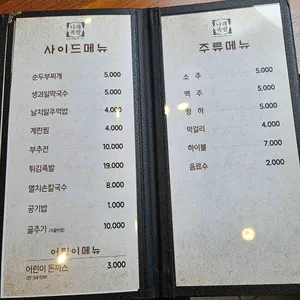 사이드메뉴
순두부찌개 5,000
생과일막국수 5,000
날치알주먹밥 4,000
계란찜 4,000
부추전 10,000
튀김족발 19,000
멸치손칼국수 8,000
공기밥 1,000
굴추가 10,000
어린이메뉴
어린이 돈까스 3,000
주류메뉴
소주 5,000
맥주 5,000
청하 5,000
막걸리 4,000
하이볼 7,000
음료수 2,000